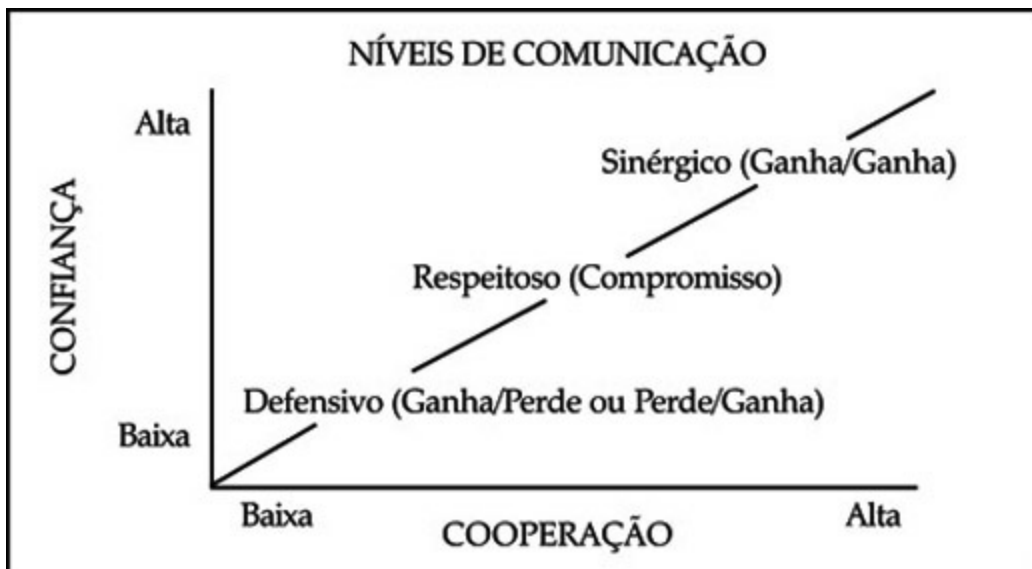 NÍVEIS DE COMUNICAÇÃO
Alta
Sinérgico (Ganha/Ganha)
CONFIANÇA
Respeitoso (Compromisso)
Defensivo (Ganha/Perde ou Perde/Ganha)
Baixa
Baixa
Alta
COOPERAÇÃO